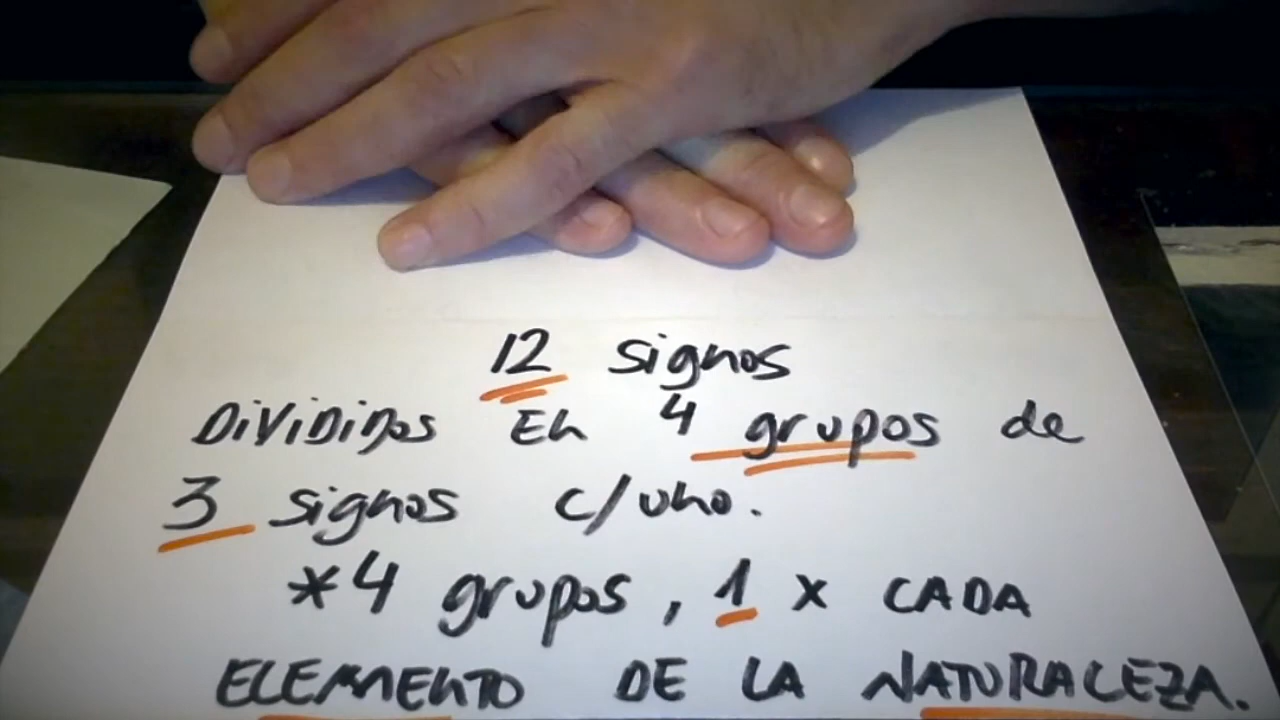 12 signos
DiViDiDos En 4 grupos de
3 signos c/uno.
*4 grupos, 1 x CADA
ELEMENTO DE LA NATURALEZA.